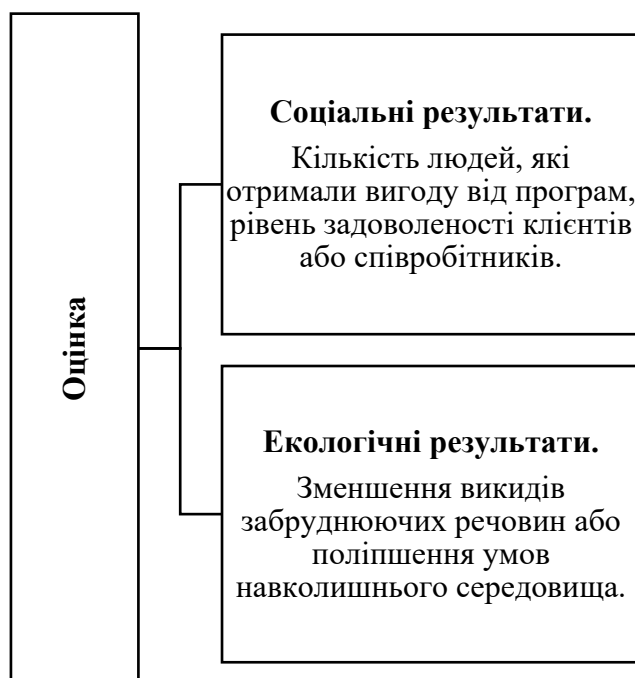 Оцінка
Соціальні результати.
Кількість людей, які
отримали вигоду від програм,
рівень задоволеності клієнтів
або співробітників.
Екологічні результати.
Зменшення викидів
забруднюючих речовин або
поліпшення умов
навколишнього середовища.